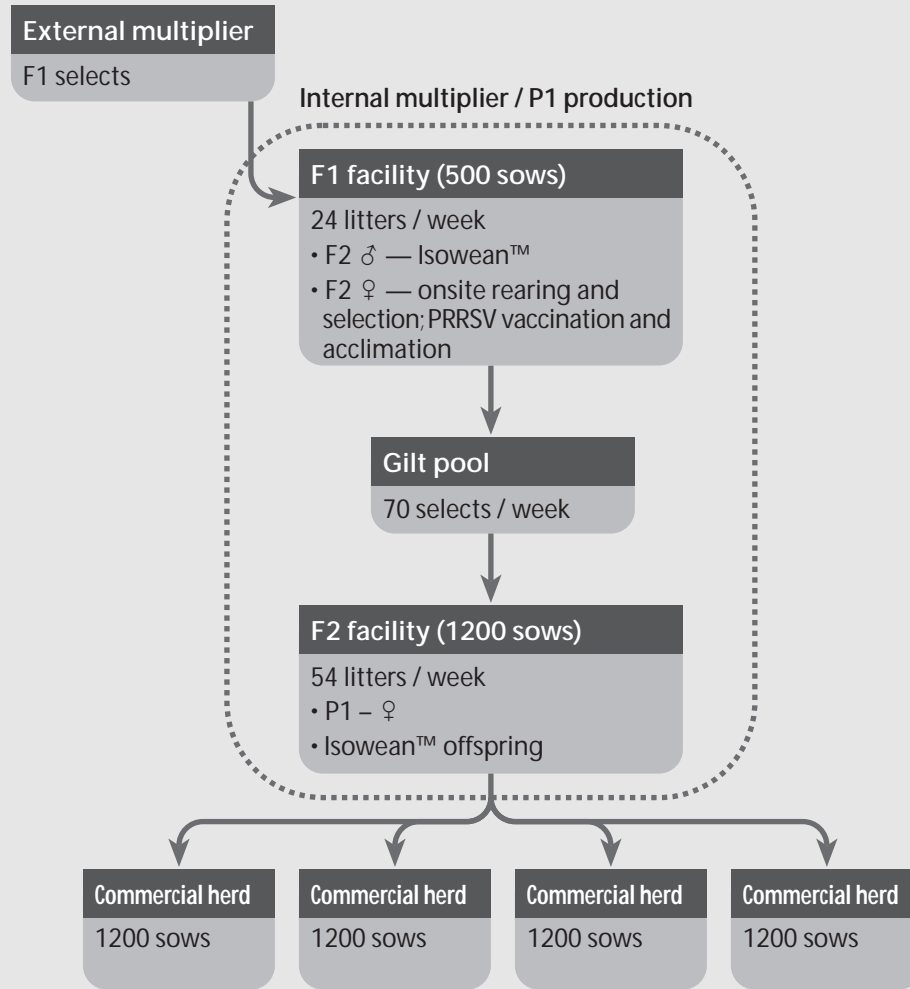 External multiplier
F1 selects
Internal multiplier / P1 production
F1 facility (500 sows)
24 litters / week
• F2 ♂ — Isowean™
• F2 ♀ — onsite rearing and
selection; PRRSV vaccination and
acclimation
Gilt pool
70 selects / week
F2 facility (1200 sows)
54 litters / week
• P1 – ♀
• Isowean™ offspring
Commercial herd
1200 sows
Commercial herd
1200 sows
Commercial herd
1200 sows
Commercial herd
1200 sows